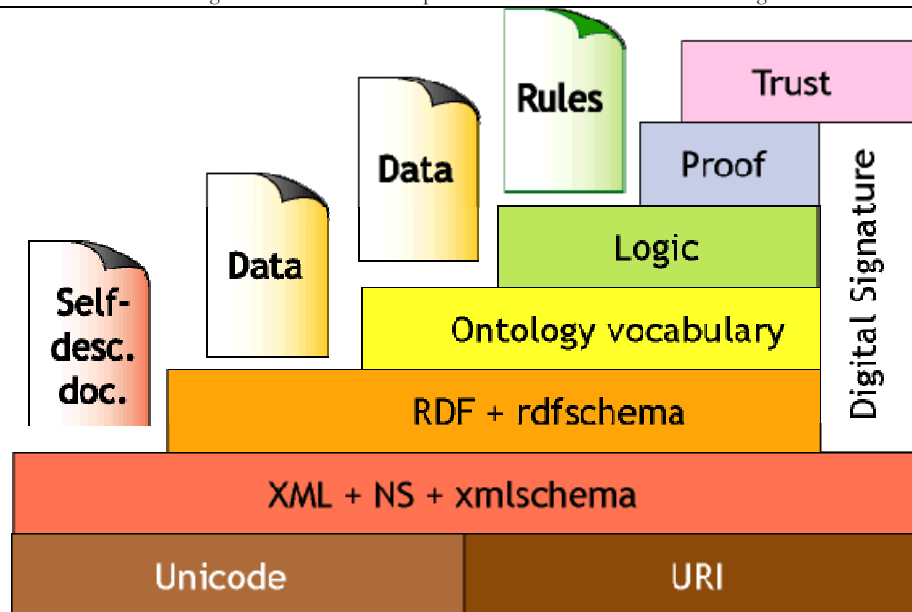 Rules
Trust
Data
Proof
Data
Logic
Self-
desc.
doc.
Ontology vocabulary
Digital Signature
RDF + rdfschema
XML + NS + xmlschema
Unicode
URI